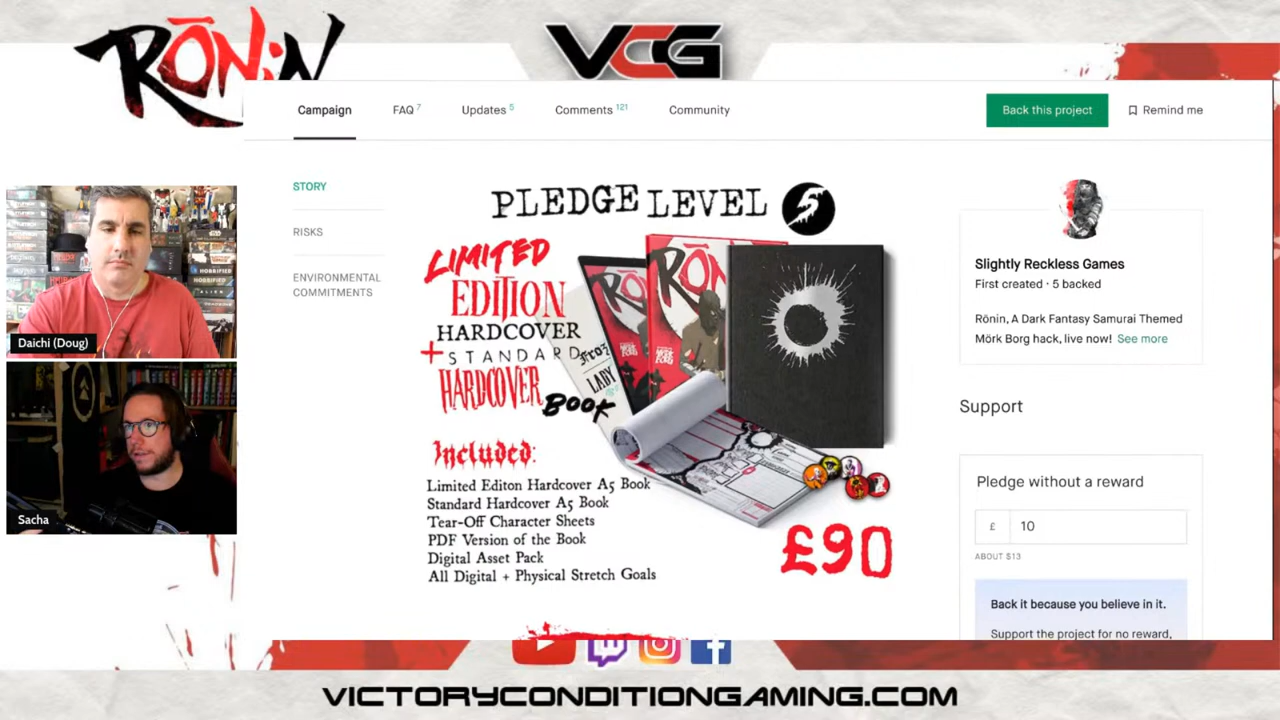 RŌNIN
VCG
Campaign
FAQ 7
Updates 5
Comments 121
Community
Back this project
Remind me
STORY
RISKS
ENVIRONMENTAL
COMMITMENTS
PLEDGE LEVEL 5
LIMITED
EDITION
HARDCOVER
+STANDARD
HARDCOVER
BOOK
Included:
Limited Editon Hardcover A5 Book
Standard Hardcover A5 Book
Tear-Off Character Sheets
PDF Version of the Book
Digital Asset Pack
All Digital + Physical Stretch Goals
£90
Slightly Reckless Games
First created · 5 backed
Rōnin, A Dark Fantasy Samurai Themed
Mörk Borg hack, live now! See more
Support
Pledge without a reward
£ 10
ABOUT $13
Back it because you believe in it.
Support the project for no reward,
HORRIFIED
HORRIFIED
ALIEN
Daichi (Doug)
Sacha
VICTORYCONDITIONGAMING.COM